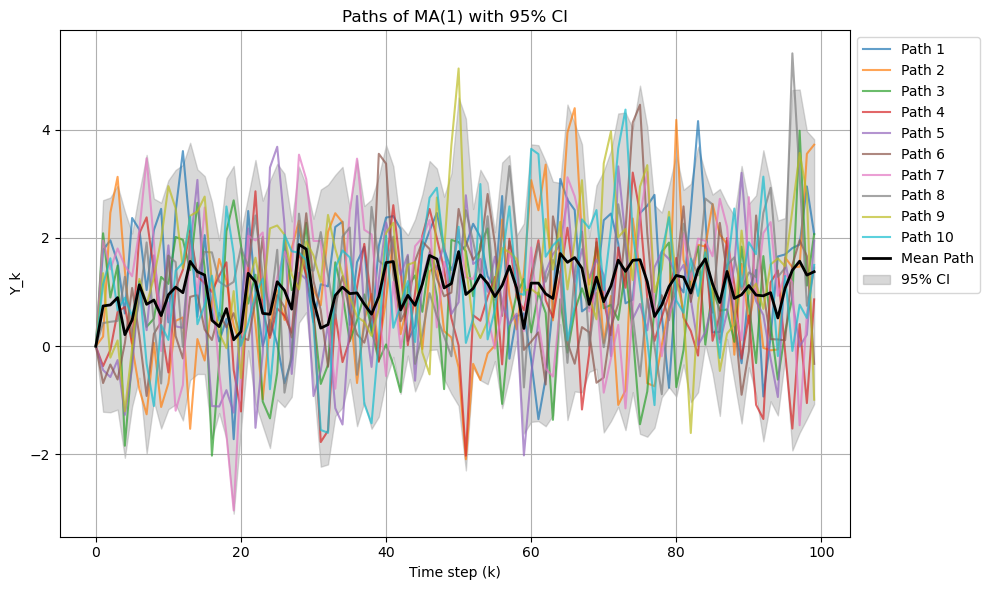 Paths of MA(1) with 95% CI
Y_k
4
2
0
−2
0 20 40 60 80 100
Time step (k)
Path 1
Path 2
Path 3
Path 4
Path 5
Path 6
Path 7
Path 8
Path 9
Path 10
Mean Path
95% CI